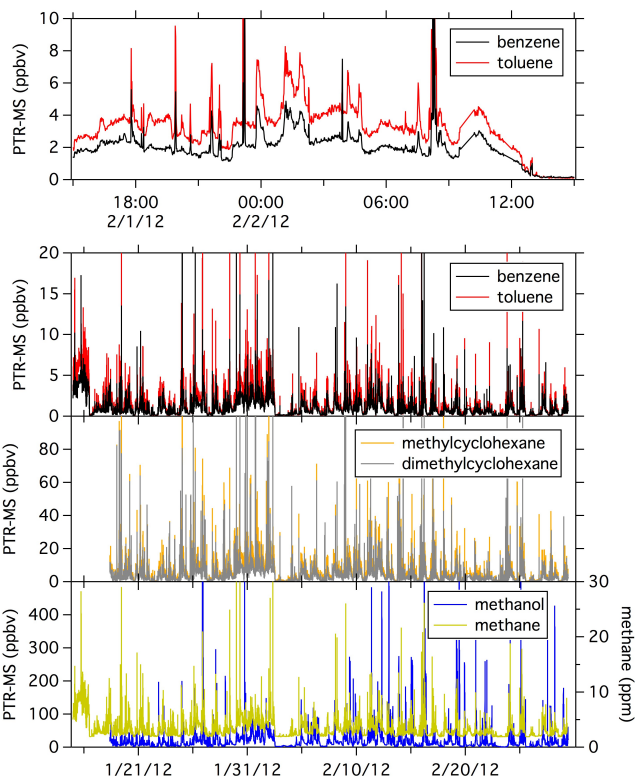 10
8
6
4
2
0
PTR-MS (ppbv)
benzene
toluene
18:00
2/1/12
00:00
2/2/12
06:00
12:00
20
15
10
5
0
PTR-MS (ppbv)
benzene
toluene
80
60
40
20
0
PTR-MS (ppbv)
methylcyclohexane
dimethylcyclohexane
400
300
200
100
0
PTR-MS (ppbv)
methanol
methane
30
20
10
0
methane (ppm)
1/21/12
1/31/12
2/10/12
2/20/12